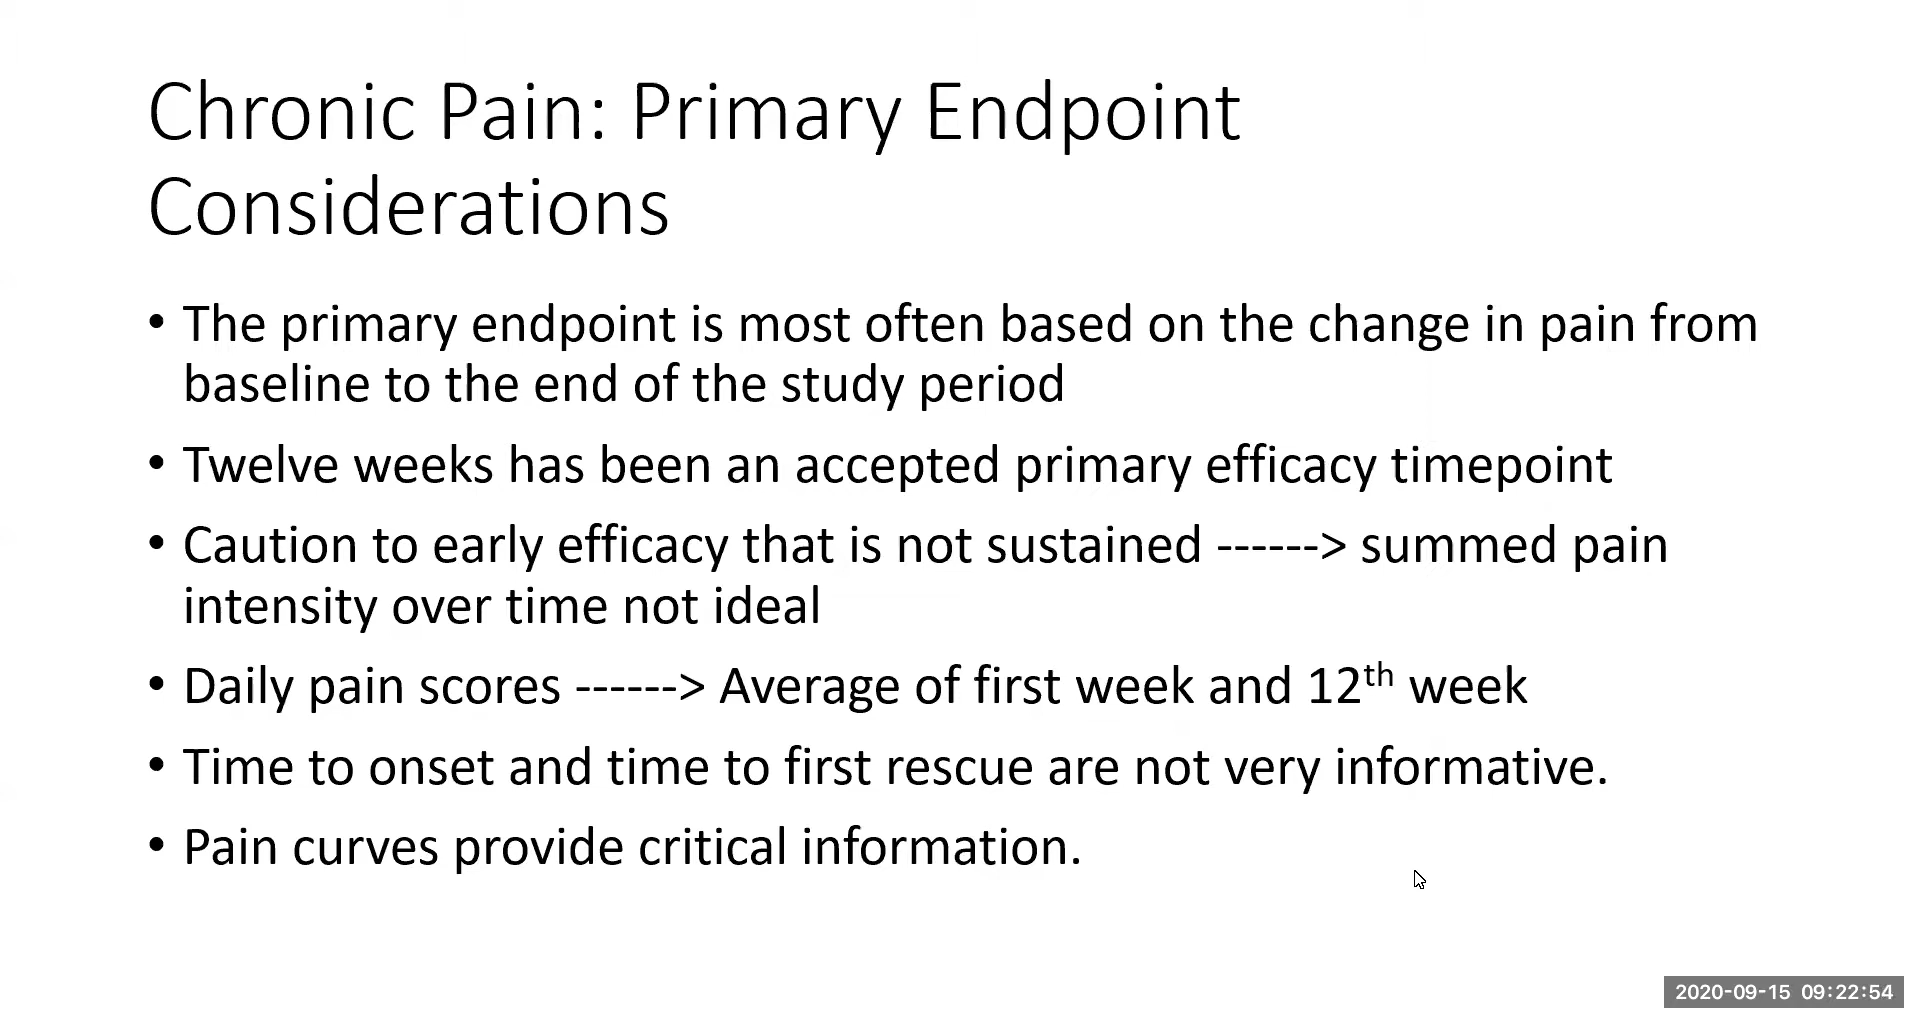 Chronic Pain: Primary Endpoint
Considerations
• The primary endpoint is most often based on the change in pain from
baseline to the end of the study period
• Twelve weeks has been an accepted primary efficacy timepoint
• Caution to early efficacy that is not sustained ------> summed pain
intensity over time not ideal
• Daily pain scores ------> Average of first week and 12th week
• Time to onset and time to first rescue are not very informative.
• Pain curves provide critical information.
2020-09-15 09:22:54